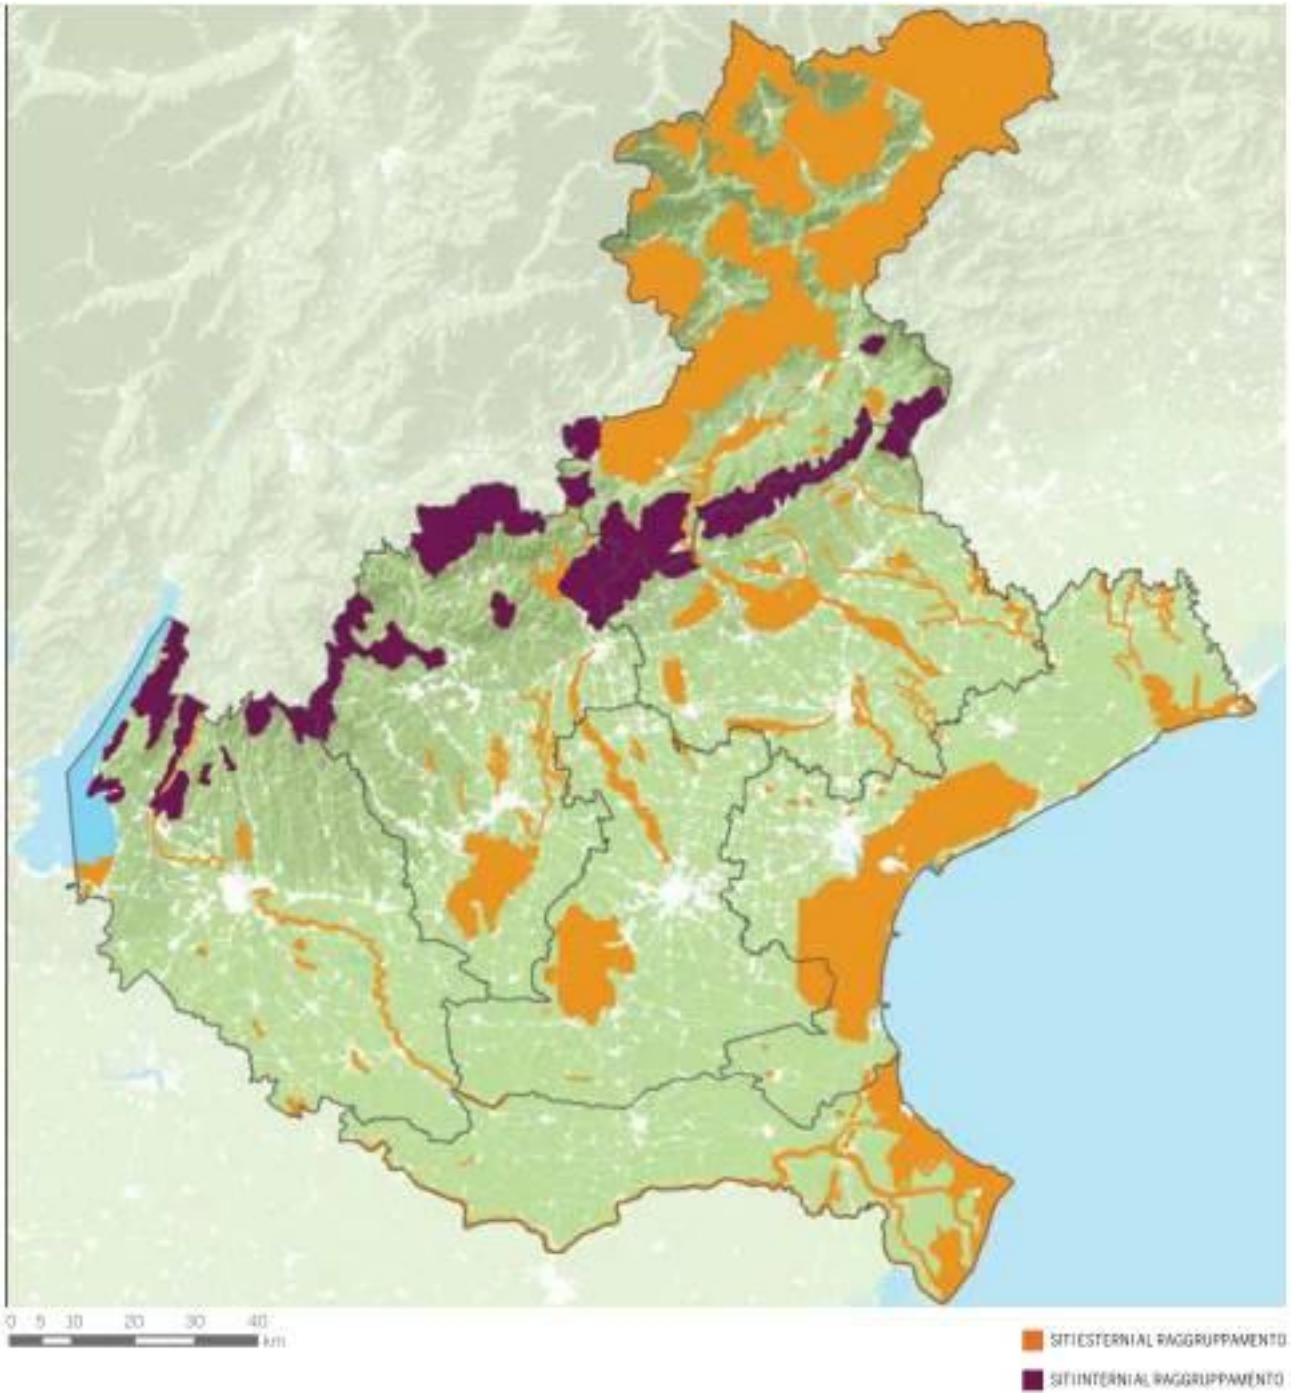 0 5 10 20 30 40
km
SITI ESTERNI AL RAGGRUPPAMENTO
SITI INTERNI AL RAGGRUPPAMENTO